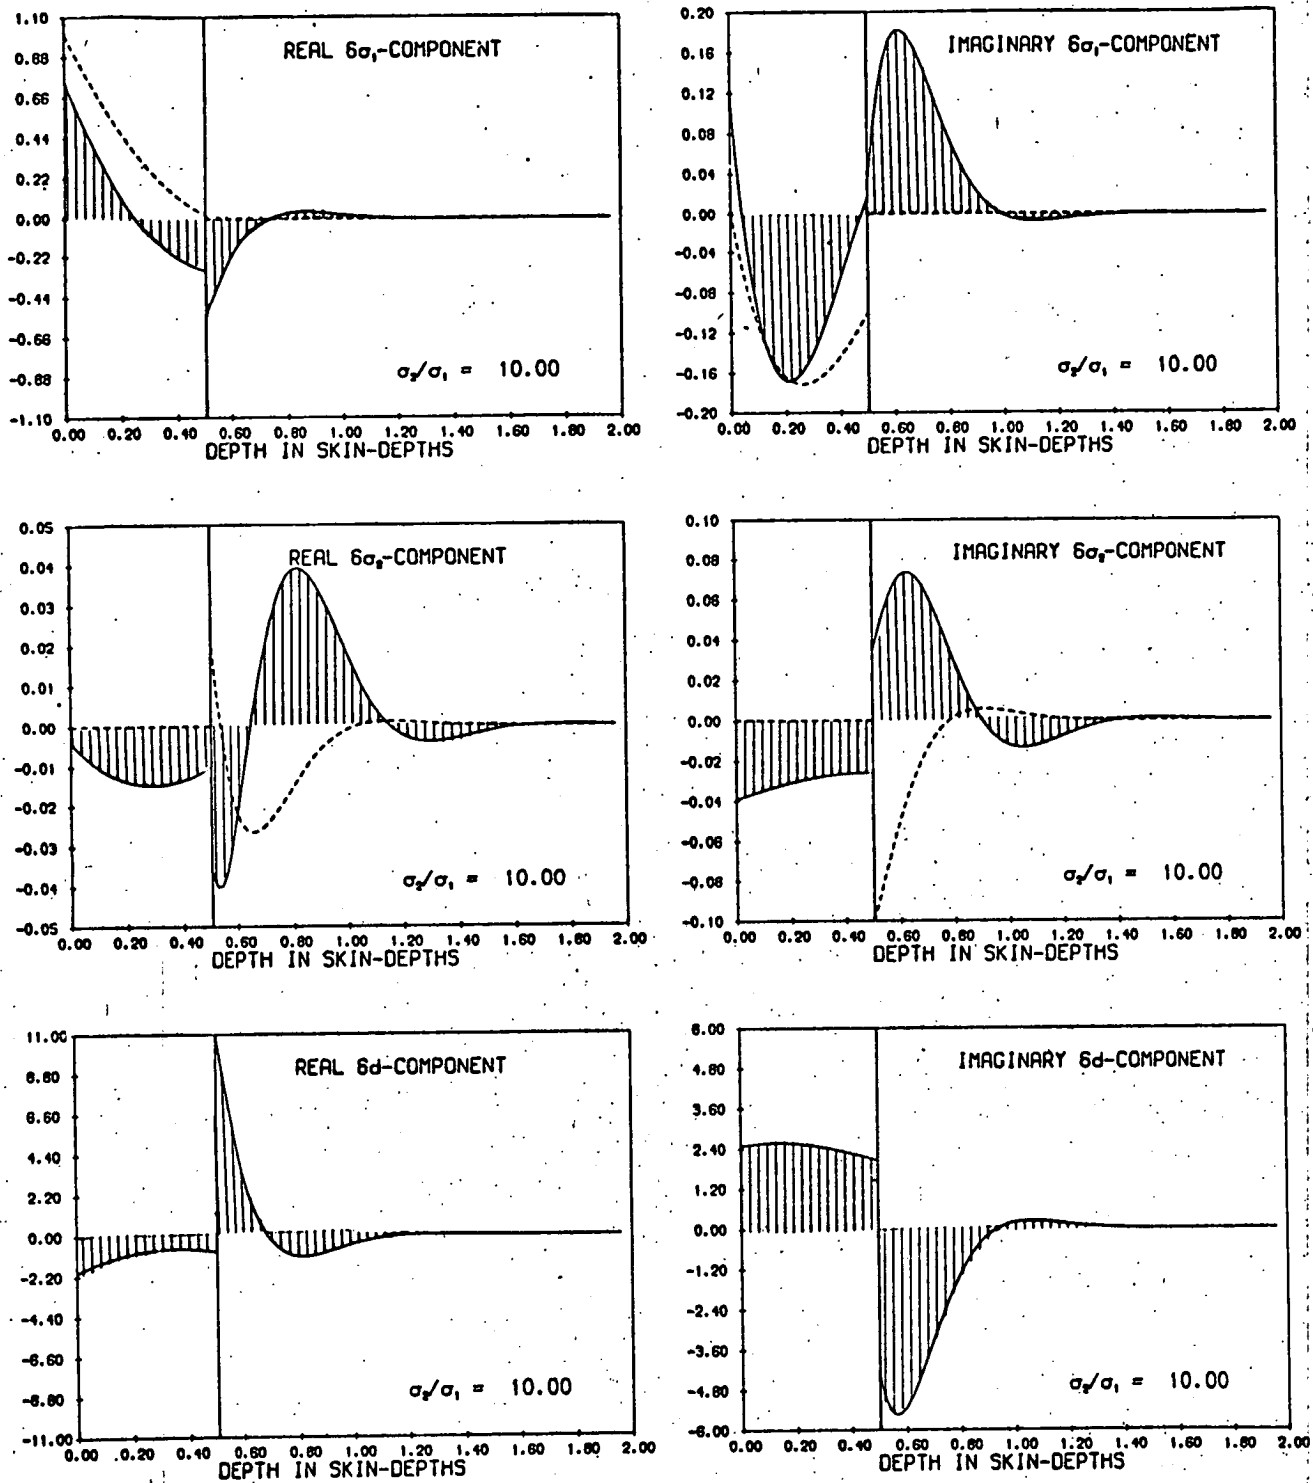 REAL δσ₁-COMPONENT
1.10
0.88
0.66
0.44
0.22
0.00
-0.22
-0.44
-0.66
-0.88
-1.10
σ₂/σ₁ = 10.00
0.00 0.20 0.40 0.60 0.80 1.00 1.20 1.40 1.60 1.80 2.00
DEPTH IN SKIN-DEPTHS
IMAGINARY δσ₁-COMPONENT
0.20
0.16
0.12
0.08
0.04
0.00
-0.04
-0.08
-0.12
-0.16
-0.20
σ₂/σ₁ = 10.00
0.00 0.20 0.40 0.60 0.80 1.00 1.20 1.40 1.60 1.80 2.00
DEPTH IN SKIN-DEPTHS
REAL δσ₂-COMPONENT
0.05
0.04
0.03
0.02
0.01
0.00
-0.01
-0.02
-0.03
-0.04
-0.05
σ₂/σ₁ = 10.00
0.00 0.20 0.40 0.60 0.80 1.00 1.20 1.40 1.60 1.80 2.00
DEPTH IN SKIN-DEPTHS
IMAGINARY δσ₂-COMPONENT
0.10
0.08
0.06
0.04
0.02
0.00
-0.02
-0.04
-0.06
-0.08
-0.10
σ₂/σ₁ = 10.00
0.00 0.20 0.40 0.60 0.80 1.00 1.20 1.40 1.60 1.80 2.00
DEPTH IN SKIN-DEPTHS
REAL δd-COMPONENT
11.00
8.80
6.60
4.40
2.20
0.00
-2.20
-4.40
-6.60
-8.80
-11.00
σ₂/σ₁ = 10.00
0.00 0.20 0.40 0.60 0.80 1.00 1.20 1.40 1.60 1.80 2.00
DEPTH IN SKIN-DEPTHS
IMAGINARY δd-COMPONENT
6.00
4.80
3.60
2.40
1.20
0.00
-1.20
-2.40
-3.60
-4.80
-6.00
σ₂/σ₁ = 10.00
0.00 0.20 0.40 0.60 0.80 1.00 1.20 1.40 1.60 1.80 2.00
DEPTH IN SKIN-DEPTHS